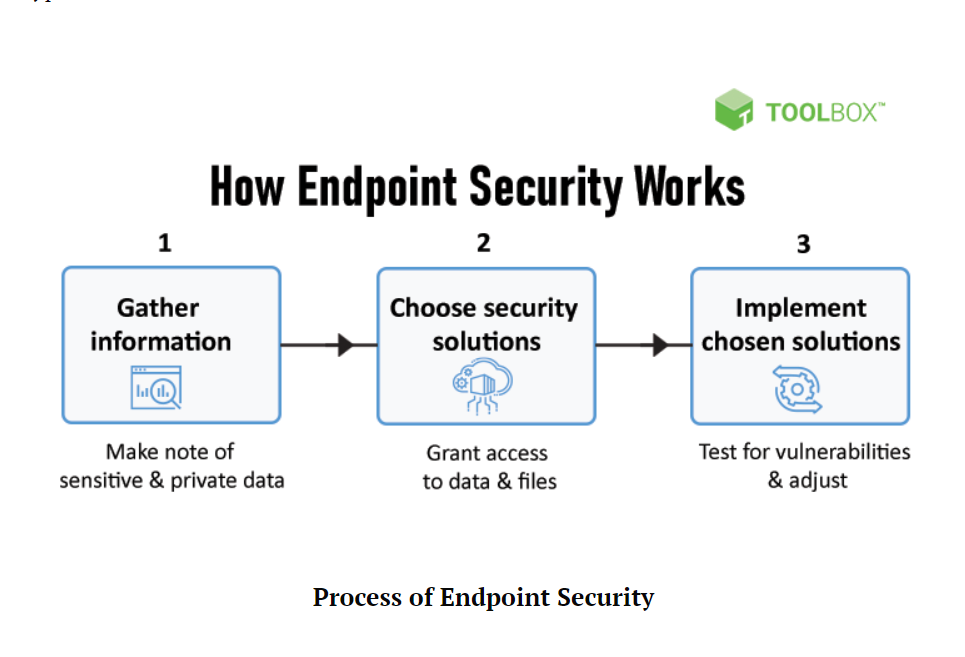 TOOLBOX™
How Endpoint Security Works
1
2
3
Gather
information
Choose security
solutions
Implement
chosen solutions
Make note of
sensitive & private data
Grant access
to data & files
Test for vulnerabilities
& adjust
Process of Endpoint Security